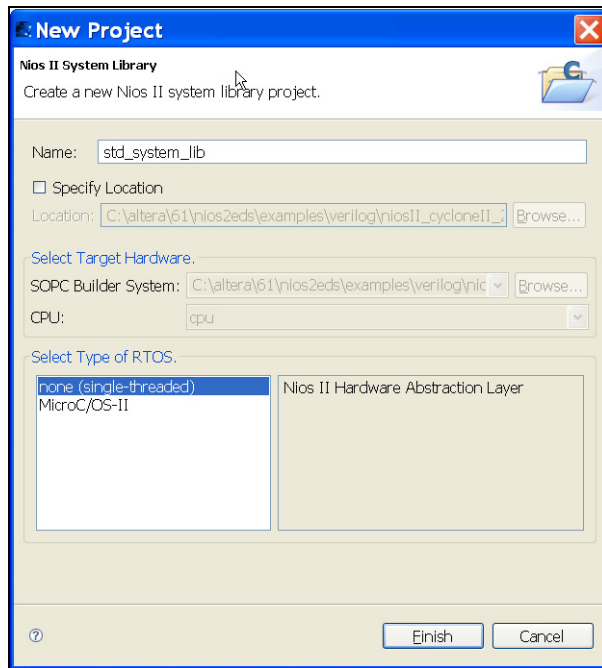 New Project
Nios II System Library
Create a new Nios II system library project.
Name: std_system_lib
Specify Location
Location: C:\altera\61\nios2eds\examples\verilog\niosII_cycloneII_2 Browse...
Select Target Hardware.
SOPC Builder System: C:\altera\61\nios2eds\examples\verilog\nic Browse...
CPU: cpu
Select Type of RTOS.
none (single-threaded) Nios II Hardware Abstraction Layer
MicroC/OS-II
? Finish Cancel